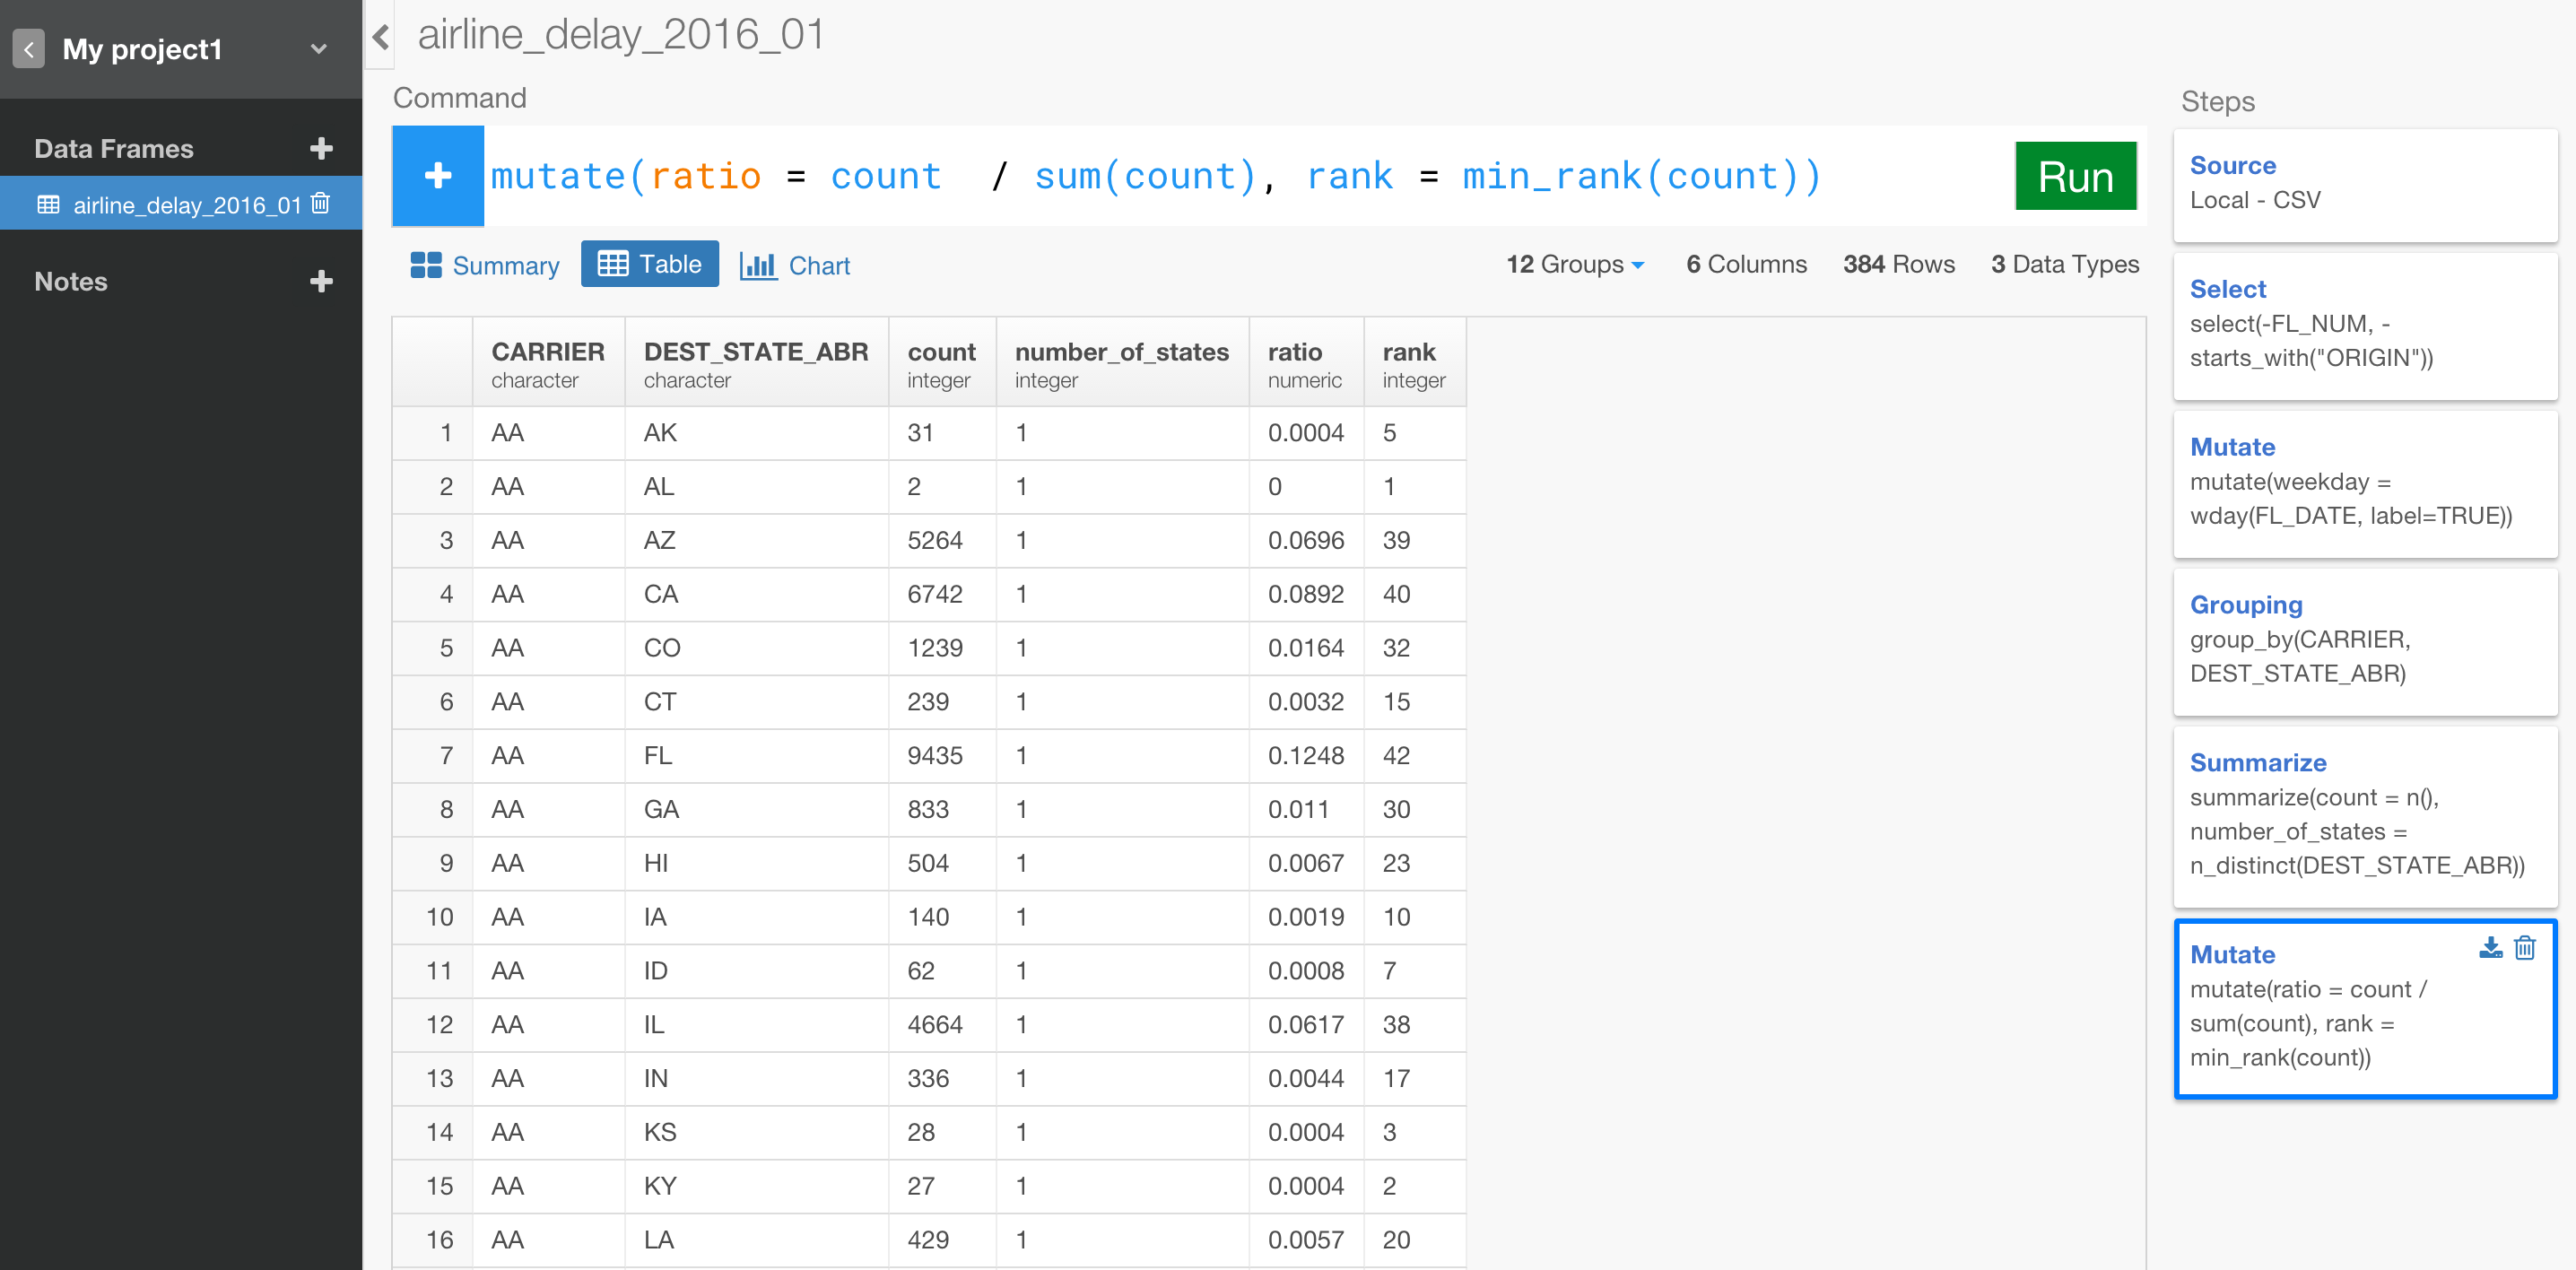 My project1
Data Frames
airline_delay_2016_01
Notes
airline_delay_2016_01
Command
mutate(ratio = count / sum(count), rank = min_rank(count))
Run
Summary Table Chart
12 Groups 6 Columns 384 Rows 3 Data Types
CARRIER DEST_STATE_ABR count number_of_states ratio rank
character character integer integer numeric integer
1 AA AK 31 1 0.0004 5
2 AA AL 2 1 0 1
3 AA AZ 5264 1 0.0696 39
4 AA CA 6742 1 0.0892 40
5 AA CO 1239 1 0.0164 32
6 AA CT 239 1 0.0032 15
7 AA FL 9435 1 0.1248 42
8 AA GA 833 1 0.011 30
9 AA HI 504 1 0.0067 23
10 AA IA 140 1 0.0019 10
11 AA ID 62 1 0.0008 7
12 AA IL 4664 1 0.0617 38
13 AA IN 336 1 0.0044 17
14 AA KS 28 1 0.0004 3
15 AA KY 27 1 0.0004 2
16 AA LA 429 1 0.0057 20
Steps
Source
Local - CSV
Select
select(-FL_NUM, -
starts_with("ORIGIN"))
Mutate
mutate(weekday =
wday(FL_DATE, label=TRUE))
Grouping
group_by(CARRIER,
DEST_STATE_ABR)
Summarize
summarize(count = n(),
number_of_states =
n_distinct(DEST_STATE_ABR))
Mutate
mutate(ratio = count /
sum(count), rank =
min_rank(count))